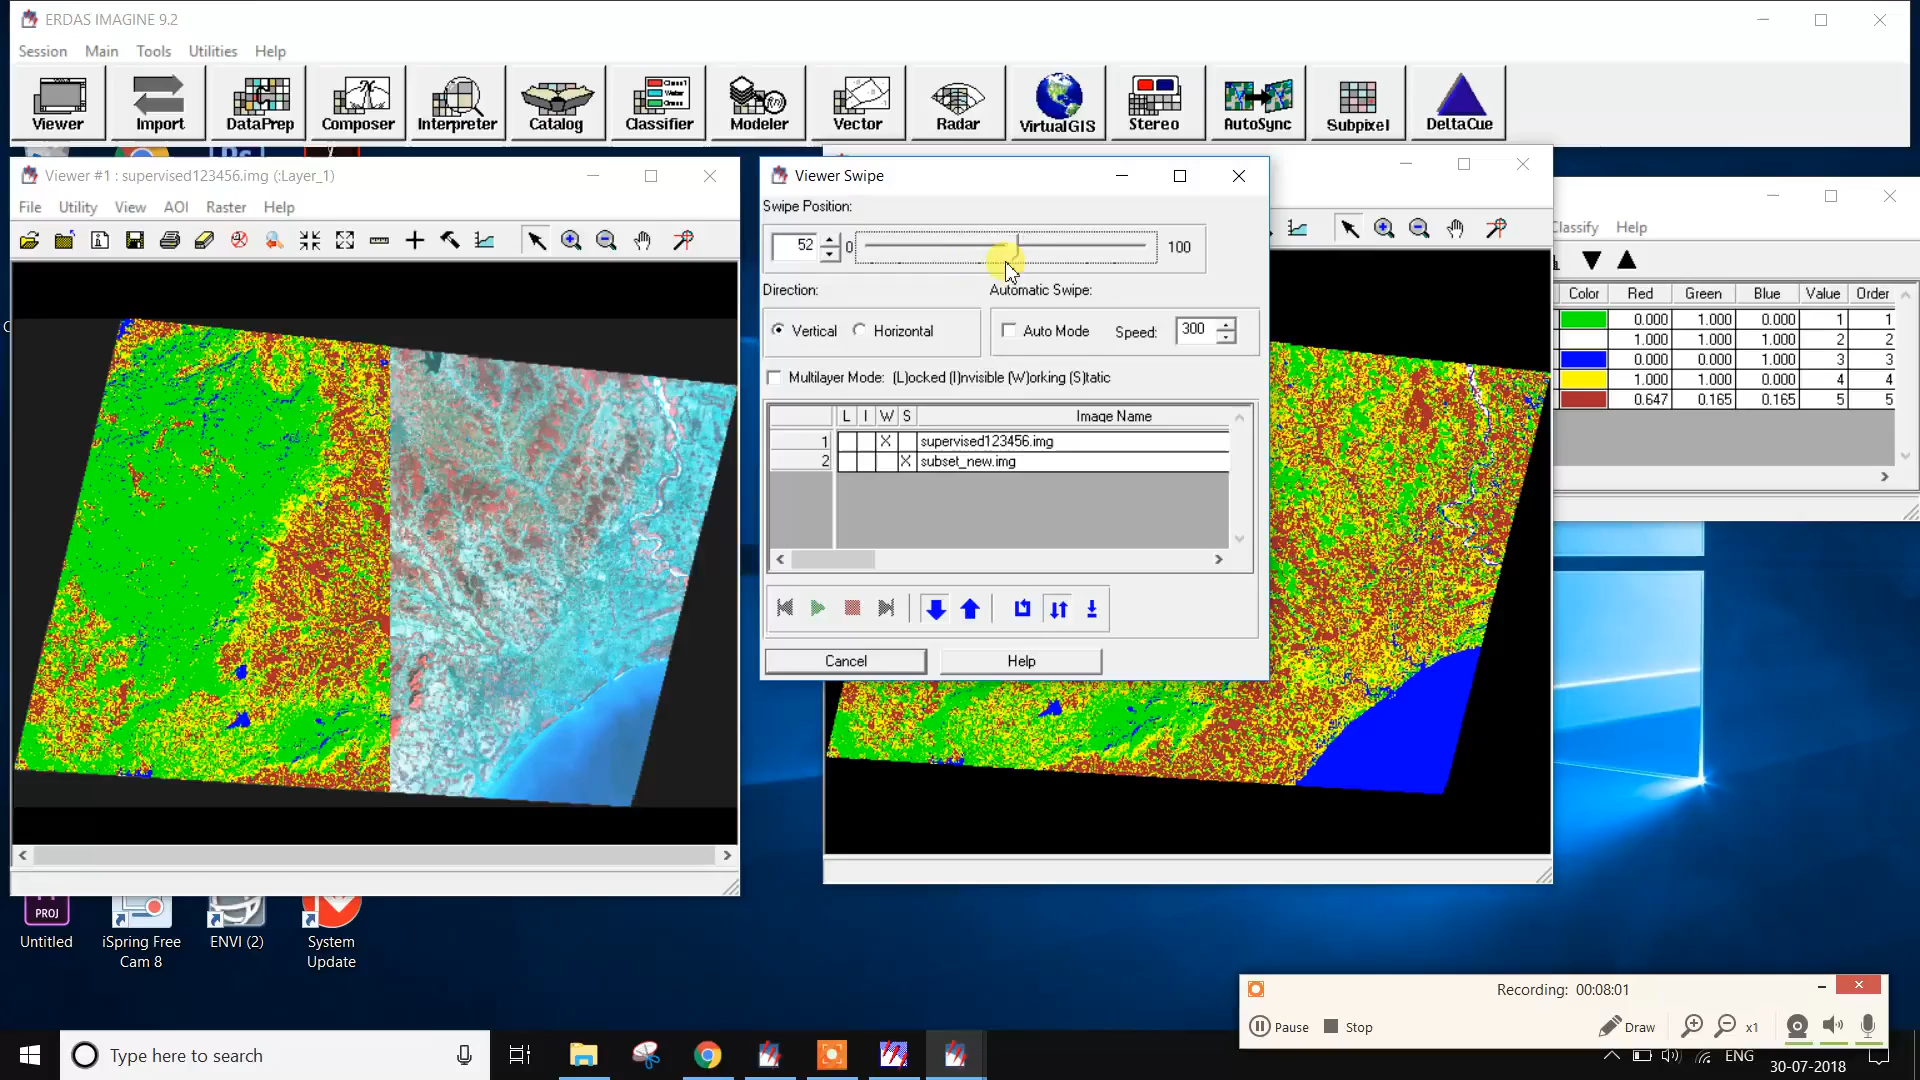 ERDAS IMAGINE 9.2
Session Main Tools Utilities Help
Viewer Import DataPrep Composer Interpreter Catalog Classifier Modeler Vector Radar VirtualGIS Stereo AutoSync Subpixel DeltaCue
Viewer #1 : supervised123456.img (:Layer_1)
File Utility View AOI Raster Help
Viewer Swipe
Swipe Position:
52 0 100
Direction: Automatic Swipe:
Vertical Horizontal Auto Mode Speed: 300
Multilayer Mode: (L)ocked (I)nvisible (W)orking (S)tatic
L I W S Image Name
1 X supervised123456.img
2 X subset_new.img
Cancel Help
Classify Help
Color Red Green Blue Value Order
0.000 1.000 0.000 1 1
1.000 1.000 1.000 2 2
0.000 0.000 1.000 3 3
1.000 1.000 0.000 4 4
0.647 0.165 0.165 5 5
PROJ
Untitled
iSpring Free
Cam 8
ENVI (2)
System
Update
Recording: 00:08:01
Pause Stop Draw x1
Type here to search
ENG
30-07-2018